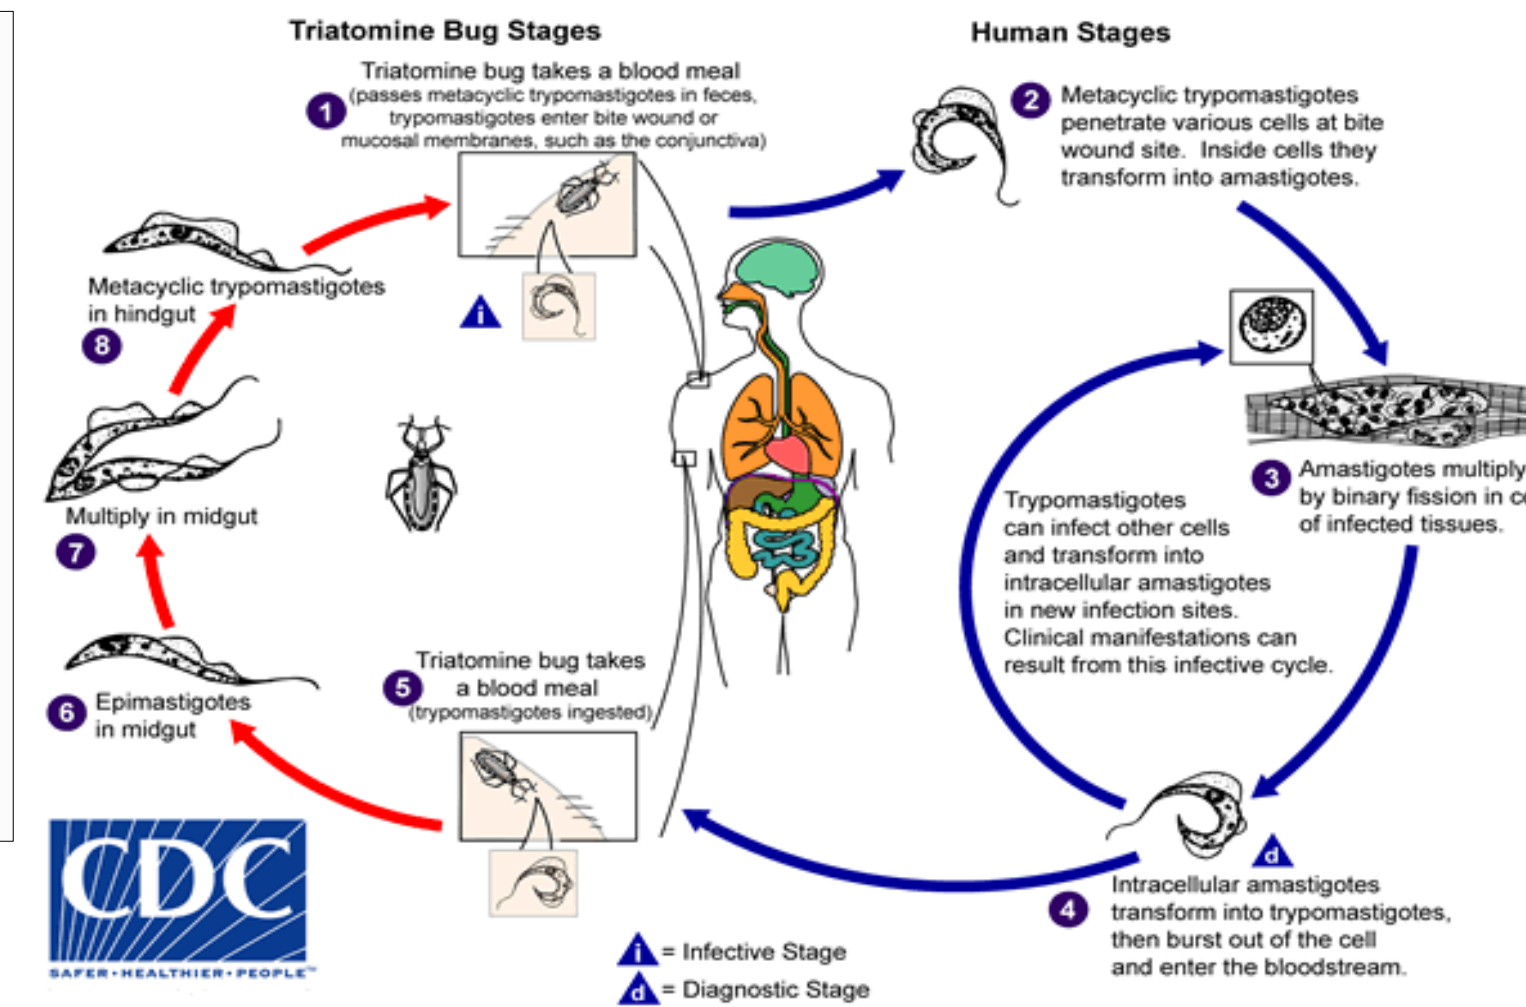 Triatomine Bug Stages
Human Stages
Triatomine bug takes a blood meal
(passes metacyclic trypomastigotes in feces,
trypomastigotes enter bite wound or
mucosal membranes, such as the conjunctiva)
1
2
Metacyclic trypomastigotes
penetrate various cells at bite
wound site. Inside cells they
transform into amastigotes.
Metacyclic trypomastigotes
in hindgut
8
i
3
Amastigotes multiply
by binary fission in
of infected tissues.
Trypomastigotes
can infect other cells
and transform into
intracellular amastigotes
in new infection sites.
Clinical manifestations can
result from this infective cycle.
Multiply in midgut
7
Triatomine bug takes
a blood meal
(trypomastigotes ingested)
5
6
Epimastigotes
in midgut
d
4
Intracellular amastigotes
transform into trypomastigotes,
then burst out of the cell
and enter the bloodstream.
CDC
SAFER•HEALTHIER•PEOPLE™
i = Infective Stage
d = Diagnostic Stage